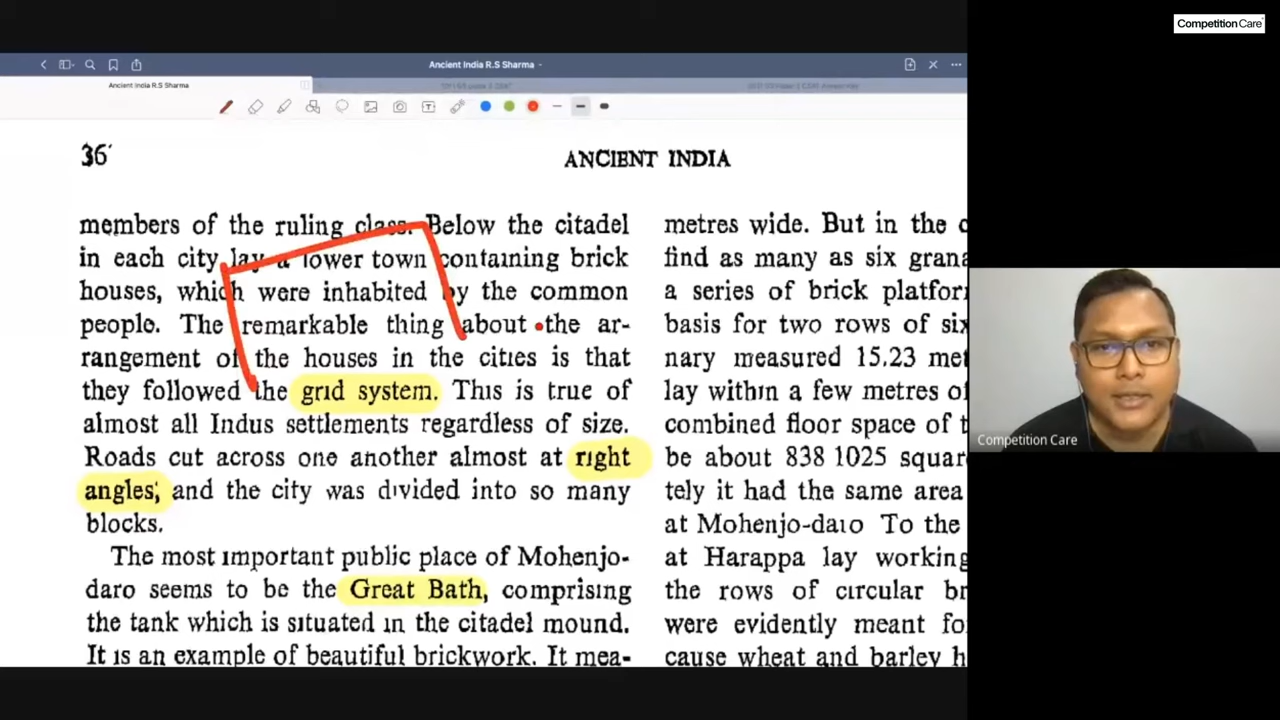 CompetitionCare
Ancient India R.S Sharma
Ancient India R.S Sharma
36
ANCIENT INDIA
members of the ruling class. Below the citadel
in each city lay a lower town containing brick
houses, which were inhabited by the common
people. The remarkable thing about the ar-
rangement of the houses in the cities is that
they followed the grid system. This is true of
almost all Indus settlements regardless of size.
Roads cut across one another almost at right
angles, and the city was divided into so many
blocks.
The most important public place of Mohenjo-
daro seems to be the Great Bath, comprising
the tank which is situated in the citadel mound.
It is an example of beautiful brickwork. It mea-
metres wide. But in the c
find as many as six grana
a series of brick platfor
basis for two rows of six
nary measured 15.23 met
lay within a few metres of
combined floor space of t
be about 838 1025 squar
tely it had the same area
at Mohenjo-daro To the
at Harappa lay working
the rows of circular br
were evidently meant fo
cause wheat and barley h
Competition Care